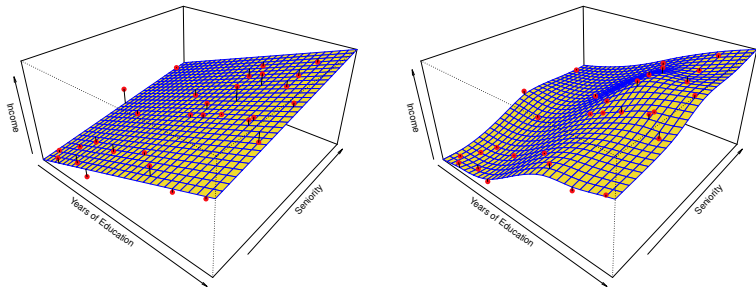 Income
Years of Education
Seniority
Income
Years of Education
Seniority